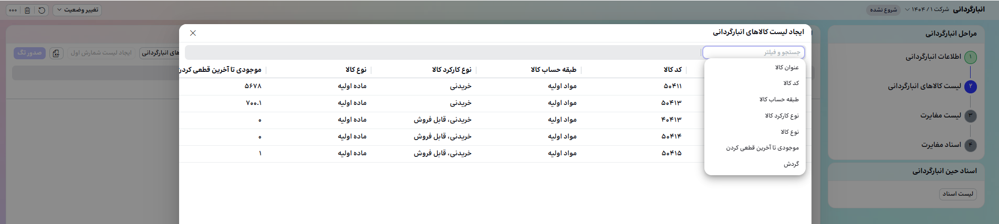 انبارگردانی شرکت ۱ / ۱۴۰۴ شروع نشده
تغییر وضعیت
مراحل انبارگردانی
۱ اطلاعات انبارگردانی
۲ لیست کالاهای انبارگردانی
۳ لیست مغایرت
۴ اسناد مغایرت
اسناد حین انبارگردانی
لیست اسناد
ایجاد لیست کالاهای انبارگردانی
جستجو و فیلتر
عنوان کالا
کد کالا
طبقه حساب کالا
نوع کارکرد کالا
نوع کالا
موجودی تا آخرین قطعی کردن
گردش
کد کالا طبقه حساب کالا نوع کارکرد کالا نوع کالا موجودی تا آخرین قطعی کردن
۵۰۴۱۱ مواد اولیه خریدنی ماده اولیه ۵۶۷۸
۵۰۴۱۳ مواد اولیه خریدنی ماده اولیه ۷۰۰.۱
۴۰۴۱۳ مواد اولیه خریدنی، قابل فروش ماده اولیه ۰
۵۰۴۱۴ مواد اولیه خریدنی، قابل فروش ماده اولیه ۰
۵۰۴۱۵ مواد اولیه خریدنی، قابل فروش ماده اولیه ۱
انبارگردانی ایجاد لیست شمارش اول صدور تگ